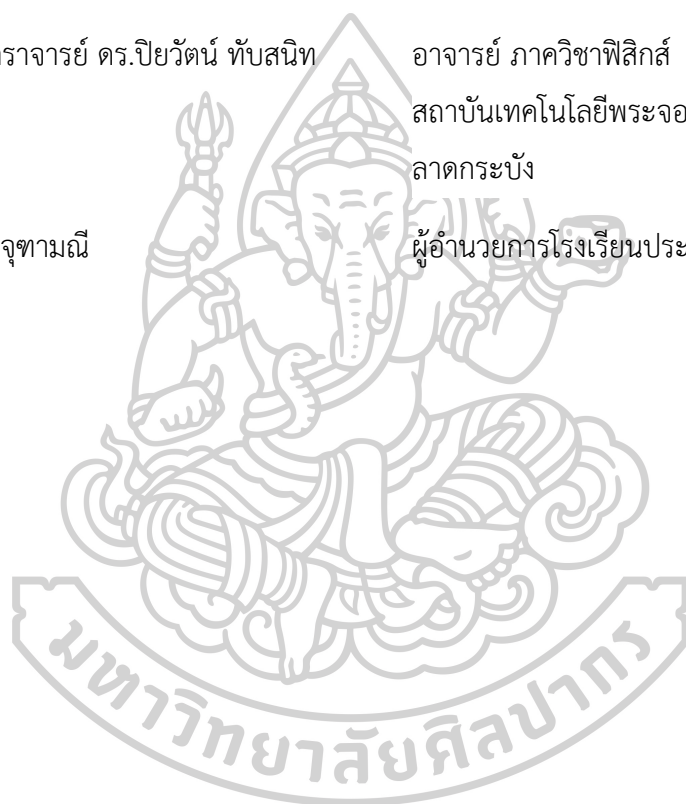 ราจารย์ ดร.ปิยวัตน์ ทับสนิท อาจารย์ ภาควิชาฟิสิกส์
สถาบันเทคโนโลยีพระจอ
ลาดกระบัง
จุฑามณี ผู้อำนวยการโรงเรียนประ
มหาวิทยาลัยศิลปากร